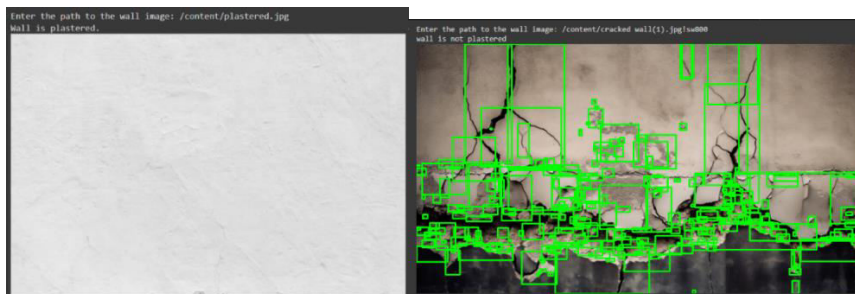 Enter the path to the wall image: /content/plastered.jpg
Wall is plastered.
Enter the path to the wall image: /content/cracked wall(1).jpg!sw800
wall is not plastered